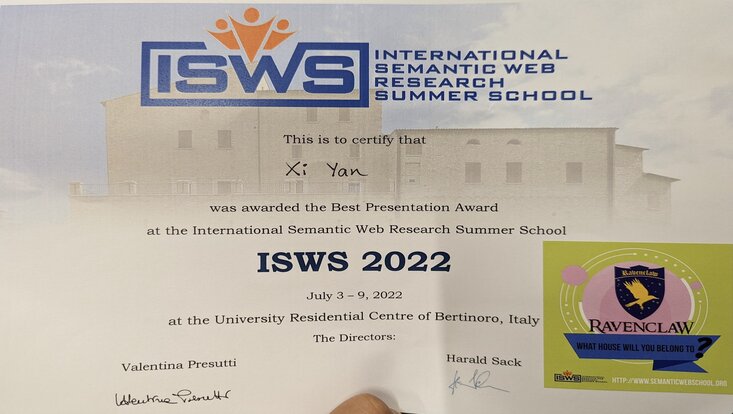 ISWS
INTERNATIONAL
SEMANTIC WEB
RESEARCH
SUMMER SCHOOL
This is to certify that
Xi Yan
was awarded the Best Presentation Award
at the International Semantic Web Research Summer School
ISWS 2022
July 3 – 9, 2022
at the University Residential Centre of Bertinoro, Italy
The Directors:
Valentina Presutti
Harald Sack
Valentina Presutti
Ravenclaw
RAVENCLAW
WHAT HOUSE WILL YOU BELONG TO ?
ISWS
HTTP://WWW.SEMANTICWEBSCHOOL.ORG